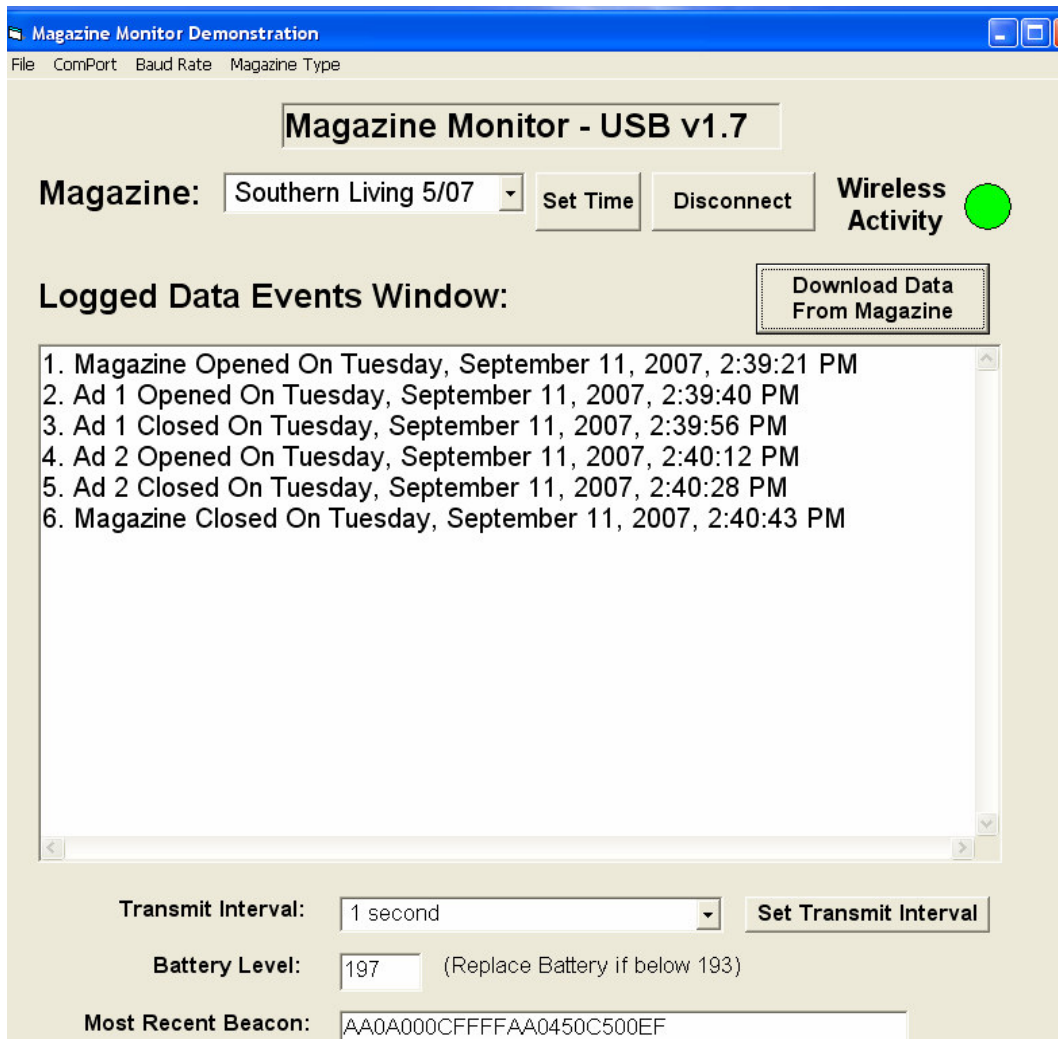 Magazine Monitor Demonstration
File ComPort Baud Rate Magazine Type
Magazine Monitor - USB v1.7
Magazine: Southern Living 5/07 Set Time Disconnect Wireless Activity
Logged Data Events Window: Download Data From Magazine
1. Magazine Opened On Tuesday, September 11, 2007, 2:39:21 PM
2. Ad 1 Opened On Tuesday, September 11, 2007, 2:39:40 PM
3. Ad 1 Closed On Tuesday, September 11, 2007, 2:39:56 PM
4. Ad 2 Opened On Tuesday, September 11, 2007, 2:40:12 PM
5. Ad 2 Closed On Tuesday, September 11, 2007, 2:40:28 PM
6. Magazine Closed On Tuesday, September 11, 2007, 2:40:43 PM
Transmit Interval: 1 second Set Transmit Interval
Battery Level: 197 (Replace Battery if below 193)
Most Recent Beacon: AA0A000CFFFFAA0450C500EF